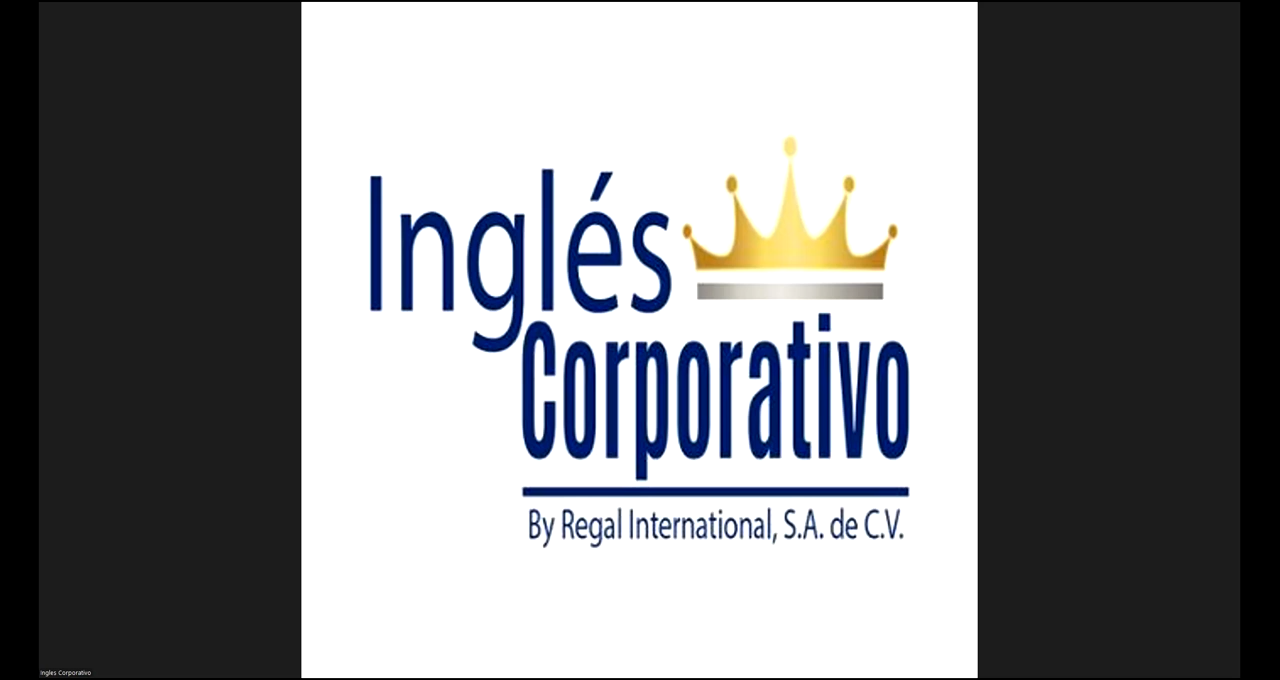 Inglés
Corporativo
By Regal International, S.A. de C.V.
Ingles Corporativo